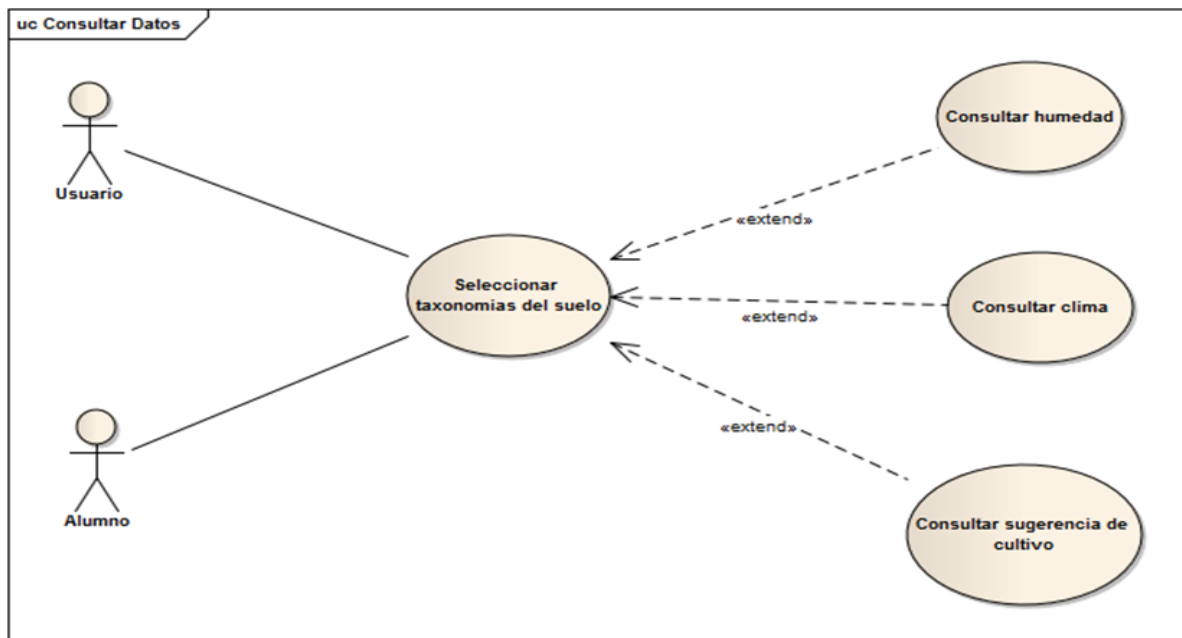 uc Consultar Datos
Usuario
Alumno
Seleccionar
taxonomias del suelo
«extend»
«extend»
«extend»
Consultar humedad
Consultar clima
Consultar sugerencia de
cultivo